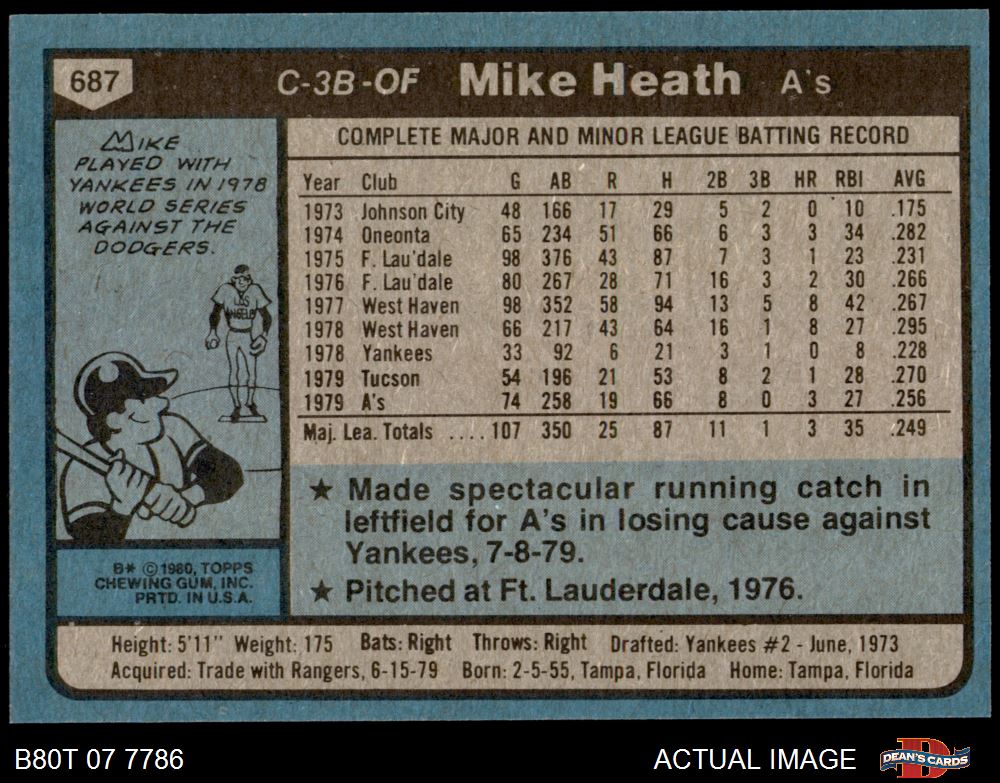 687
C-3B-OF Mike Heath A's
MIKE
PLAYED WITH
YANKEES IN 1978
WORLD SERIES
AGAINST THE
DODGERS.
LOS
ANGELES
COMPLETE MAJOR AND MINOR LEAGUE BATTING RECORD
Year Club G AB R H 2B 3B HR RBI AVG
1973 Johnson City 48 166 17 29 5 2 0 10 .175
1974 Oneonta 65 234 51 66 6 3 3 34 .282
1975 F. Lau'dale 98 376 43 87 7 3 1 23 .231
1976 F. Lau'dale 80 267 28 71 16 3 2 30 .266
1977 West Haven 98 352 58 94 13 5 8 42 .267
1978 West Haven 66 217 43 64 16 1 8 27 .295
1978 Yankees 33 92 6 21 3 1 0 8 .228
1979 Tucson 54 196 21 53 8 2 1 28 .270
1979 A's 74 258 19 66 8 0 3 27 .256
Maj. Lea. Totals .... 107 350 25 87 11 1 3 35 .249
★ Made spectacular running catch in
leftfield for A's in losing cause against
Yankees, 7-8-79.
★ Pitched at Ft. Lauderdale, 1976.
B* ©1980, TOPPS
CHEWING GUM, INC.
PRTD. IN U.S.A.
Height: 5'11" Weight: 175 Bats: Right Throws: Right Drafted: Yankees #2 - June, 1973
Acquired: Trade with Rangers, 6-15-79 Born: 2-5-55, Tampa, Florida Home: Tampa, Florida
B80T 07 7786
ACTUAL IMAGE
D
DEAN'S CARDS